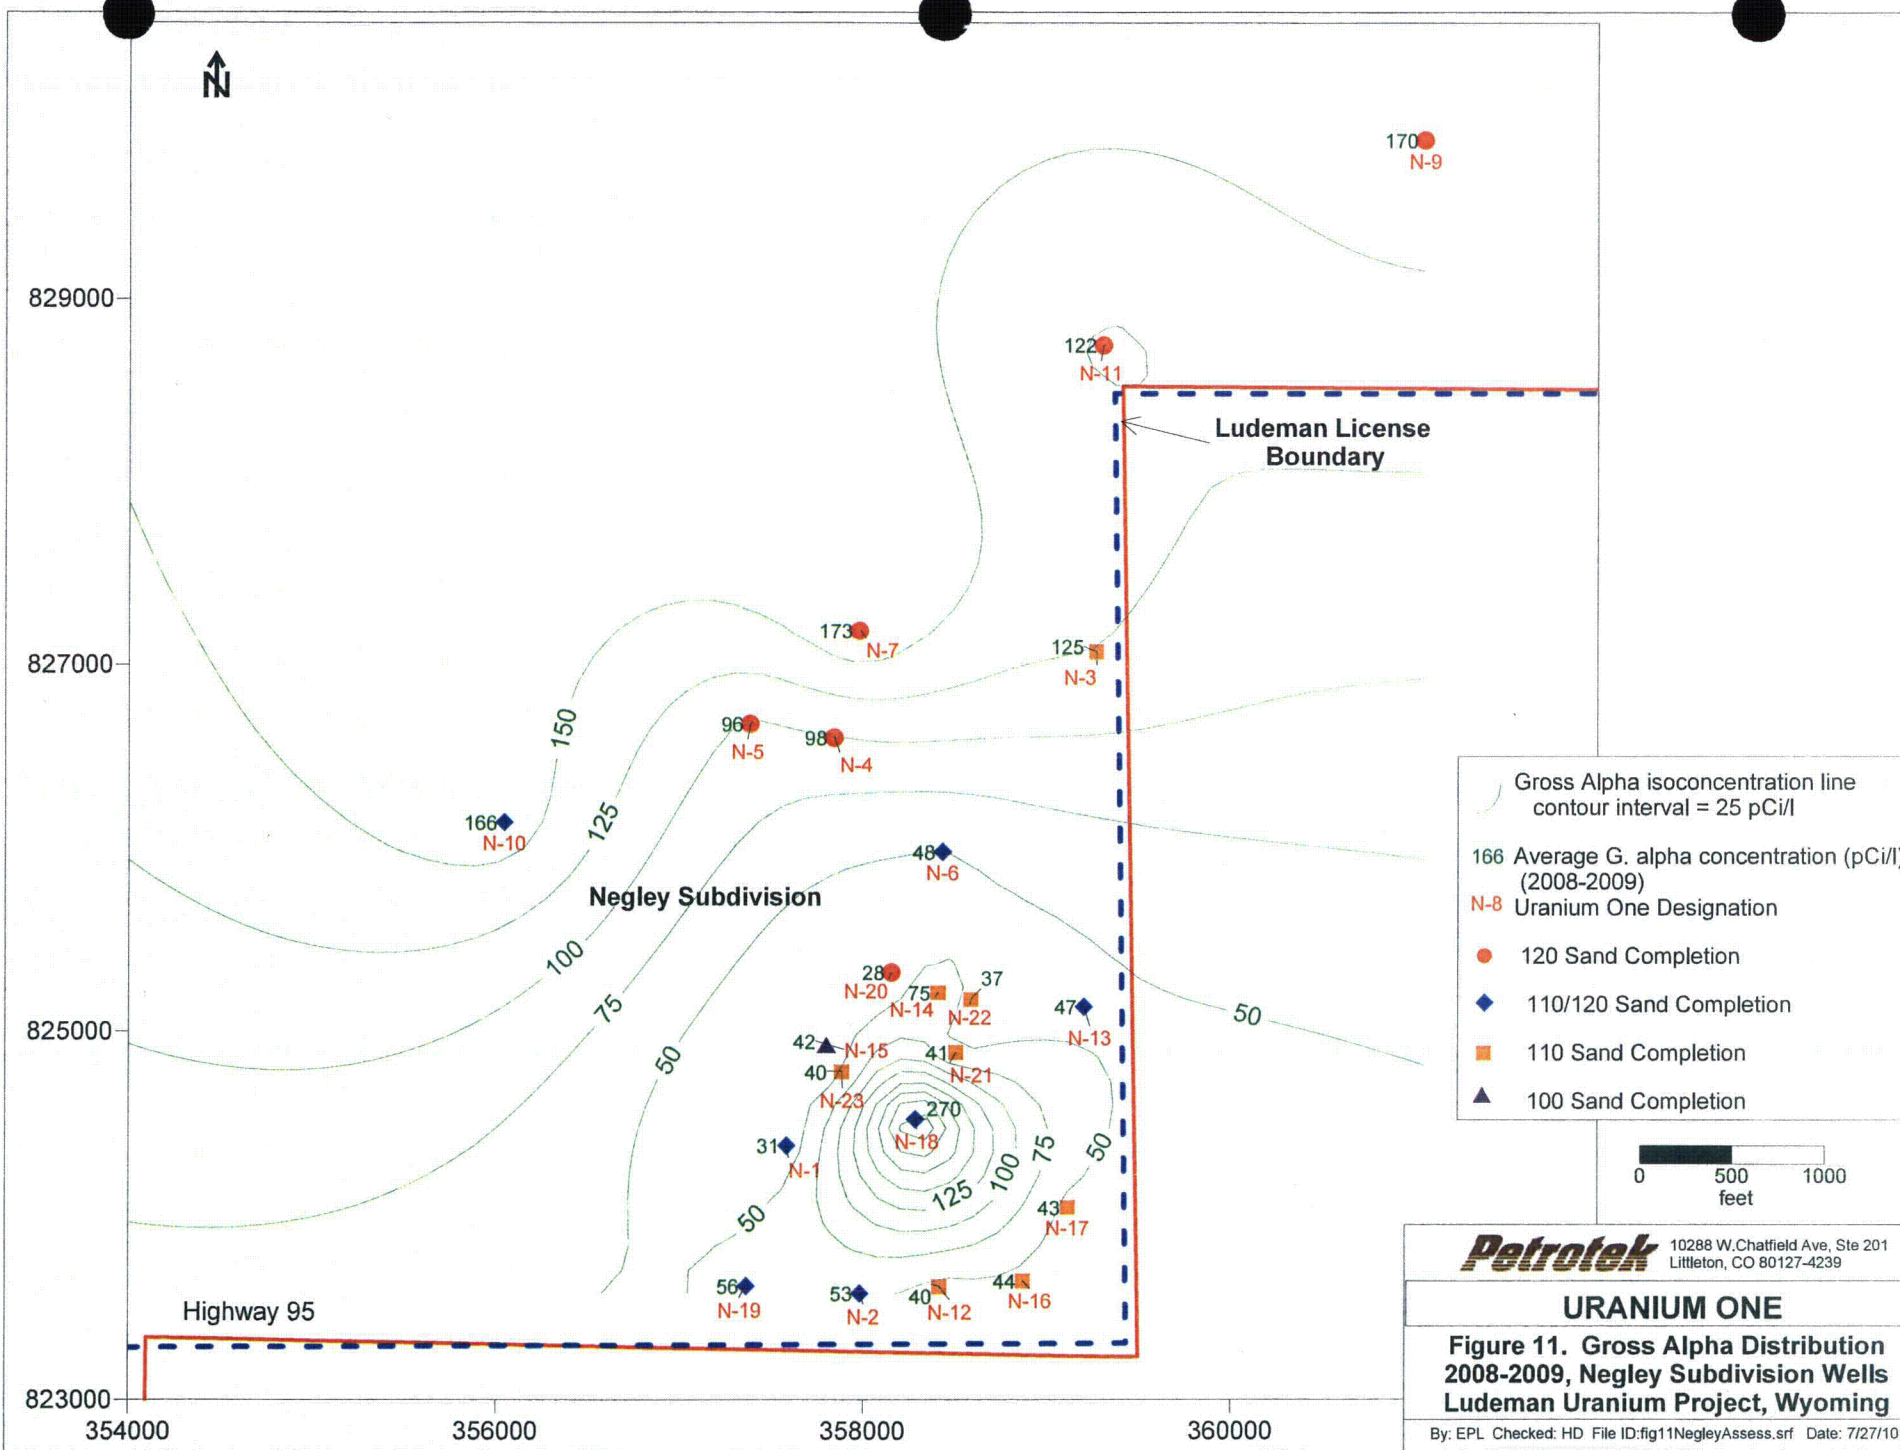 N
170
N-9
829000
122
N-11
Ludeman License
Boundary
173
N-7
827000
125
N-3
150
96
N-5
98
N-4
166
N-10
125
48
N-6
Negley Subdivision
100
75
50
28
N-20
75
N-14
37
N-22
47
N-13
50
825000
42
N-15
41
N-21
40
N-23
270
N-18
31
N-1
75
50
100
125
50
43
N-17
56
N-19
53
N-2
40
N-12
44
N-16
Highway 95
823000
354000
356000
358000
360000
Gross Alpha isoconcentration line
contour interval = 25 pCi/l
166 Average G. alpha concentration (pCi/l)
(2008-2009)
N-8 Uranium One Designation
120 Sand Completion
110/120 Sand Completion
110 Sand Completion
100 Sand Completion
0 500 1000
feet
Petrotek
10288 W.Chatfield Ave, Ste 201
Littleton, CO 80127-4239
URANIUM ONE
Figure 11. Gross Alpha Distribution
2008-2009, Negley Subdivision Wells
Ludeman Uranium Project, Wyoming
By: EPL Checked: HD File ID:fig11NegleyAssess.srf Date: 7/27/10